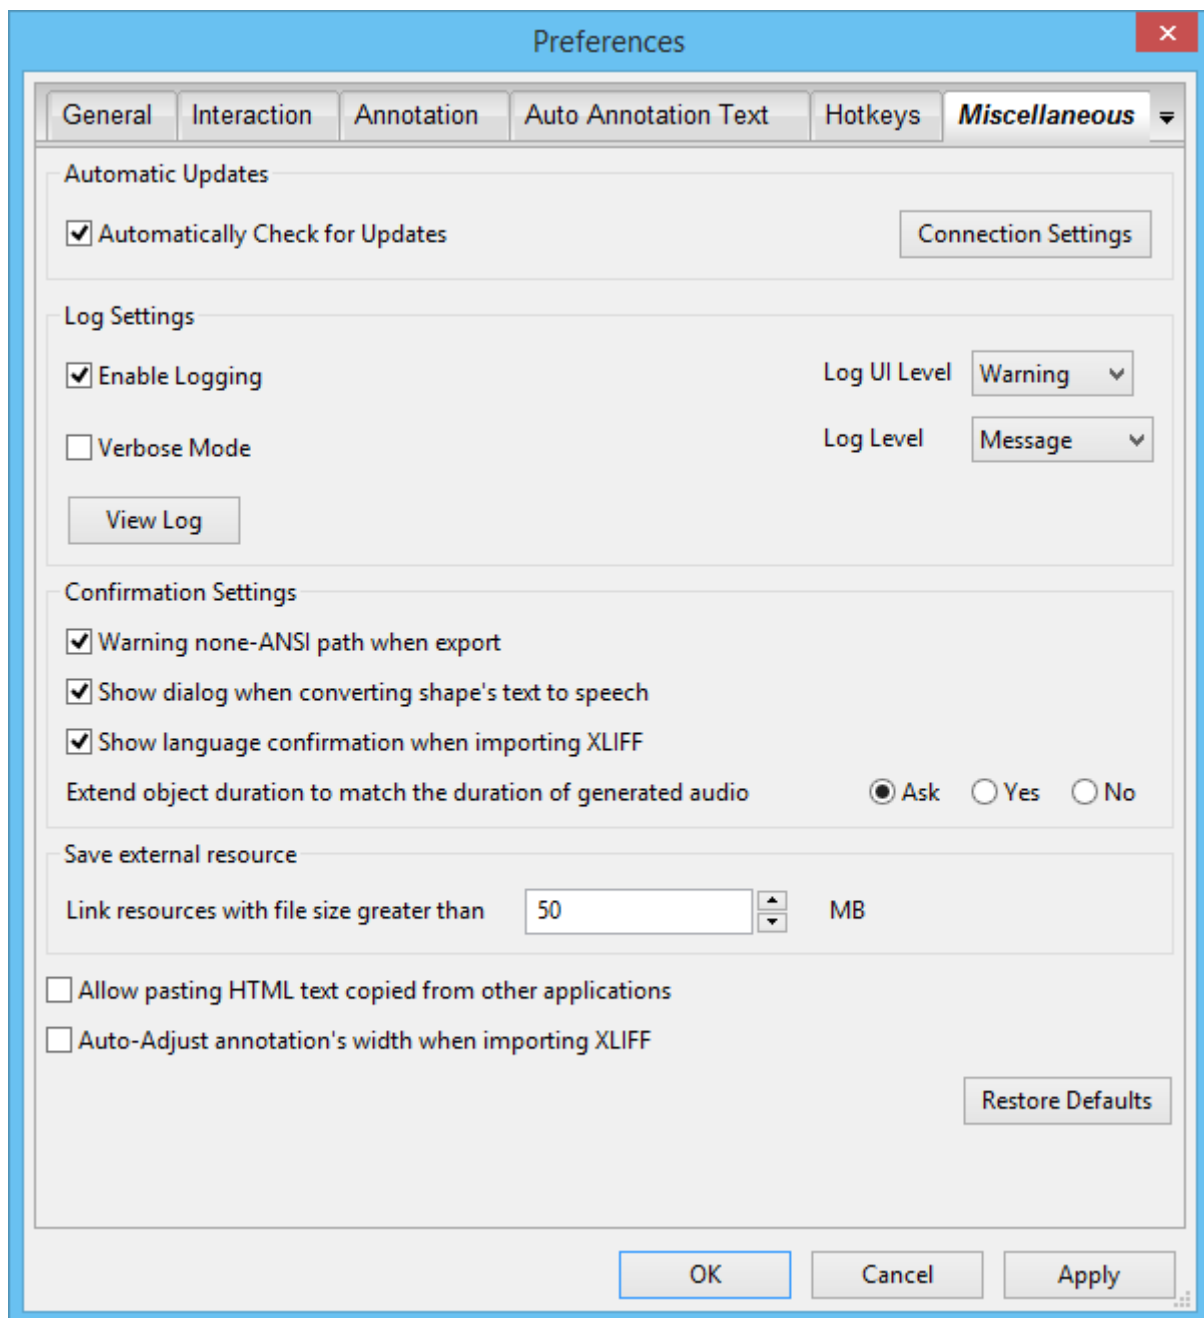 Preferences
General Interaction Annotation Auto Annotation Text Hotkeys Miscellaneous
Automatic Updates
Automatically Check for Updates Connection Settings
Log Settings
Enable Logging Log UI Level Warning
Verbose Mode Log Level Message
View Log
Confirmation Settings
Warning none-ANSI path when export
Show dialog when converting shape's text to speech
Show language confirmation when importing XLIFF
Extend object duration to match the duration of generated audio Ask Yes No
Save external resource
Link resources with file size greater than 50 MB
Allow pasting HTML text copied from other applications
Auto-Adjust annotation's width when importing XLIFF
Restore Defaults
OK Cancel Apply